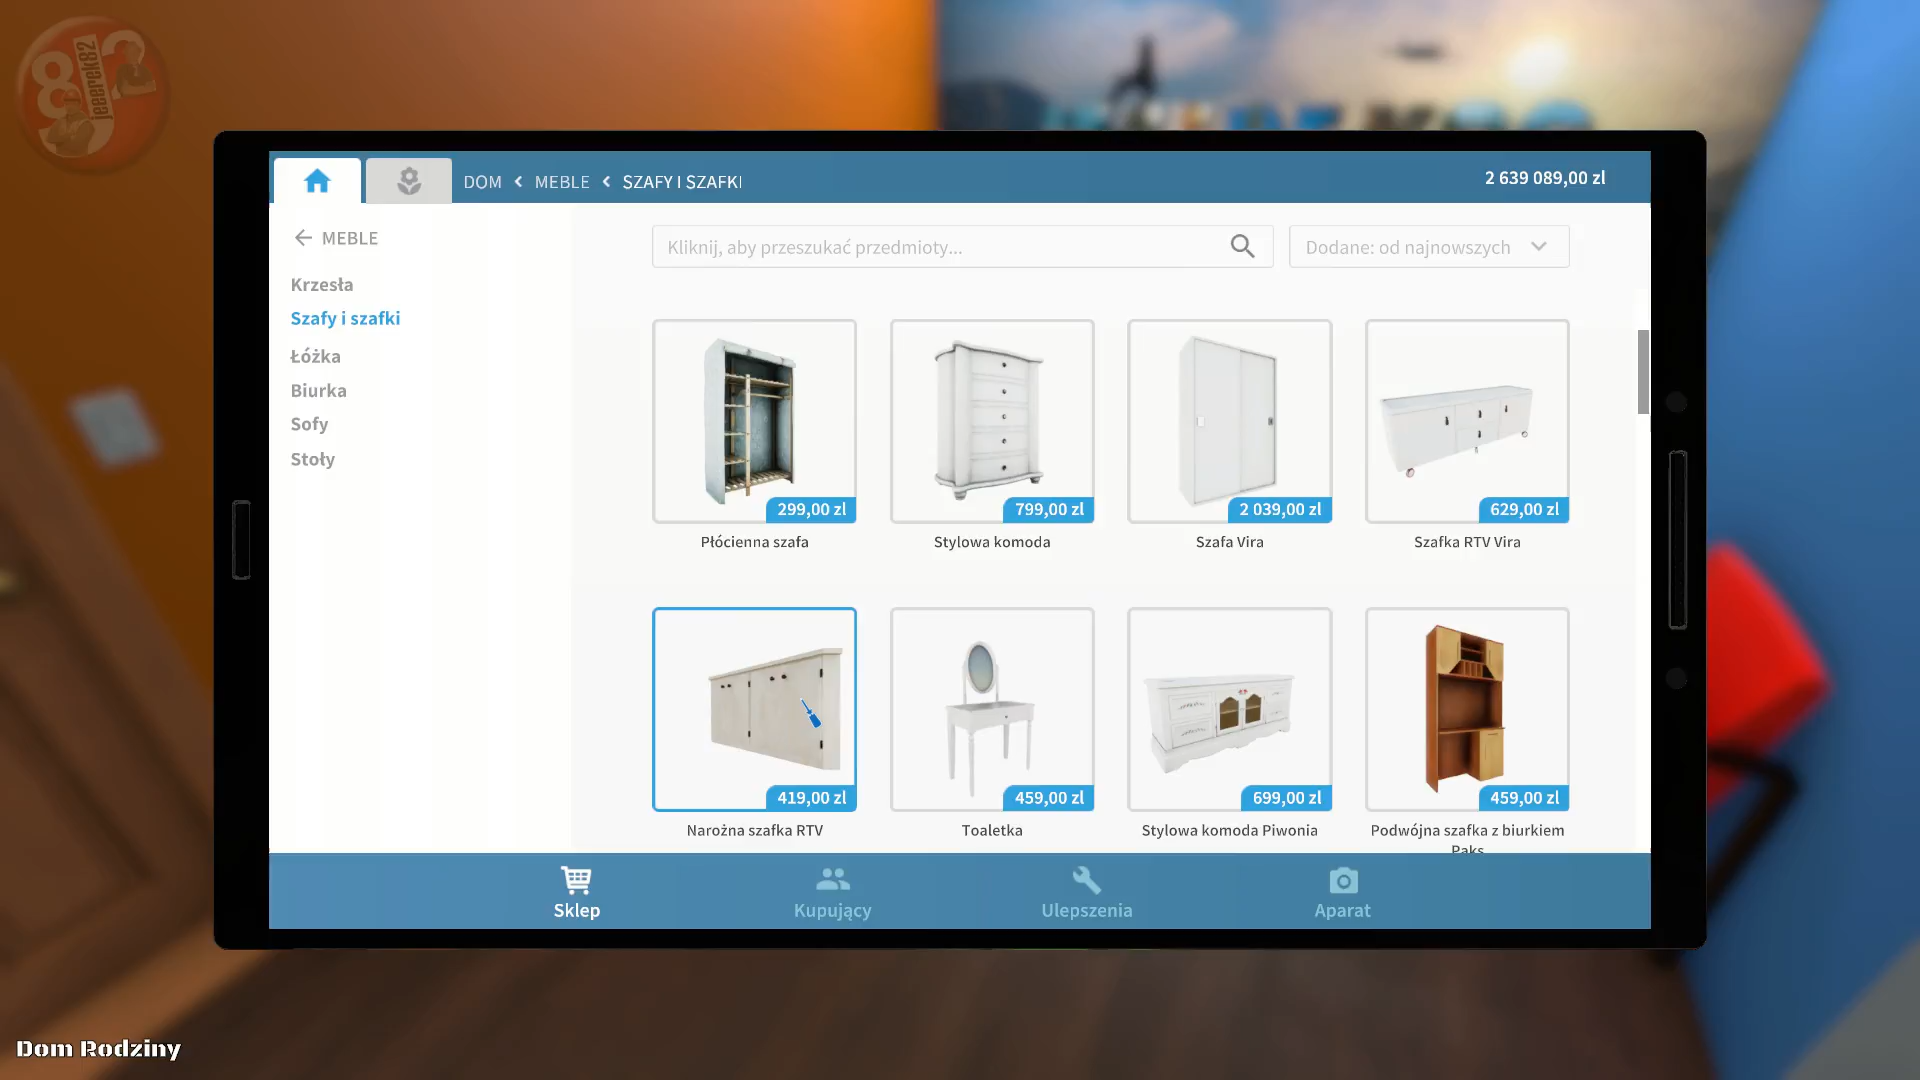 82
jeeerek82
DOM < MEBLE < SZAFY I SZAFKI
2 639 089,00 zl
MEBLE
Kliknij, aby przeszukać przedmioty...
Dodane: od najnowszych
Krzesła
Szafy i szafki
Łóżka
Biurka
Sofy
Stoły
299,00 zl
799,00 zl
2 039,00 zl
629,00 zl
Płócienna szafa
Stylowa komoda
Szafa Vira
Szafka RTV Vira
419,00 zl
459,00 zl
699,00 zl
459,00 zl
Narożna szafka RTV
Toaletka
Stylowa komoda Piwonia
Podwójna szafka z biurkiem
Paks
Sklep
Kupujący
Ulepszenia
Aparat
Dom Rodziny